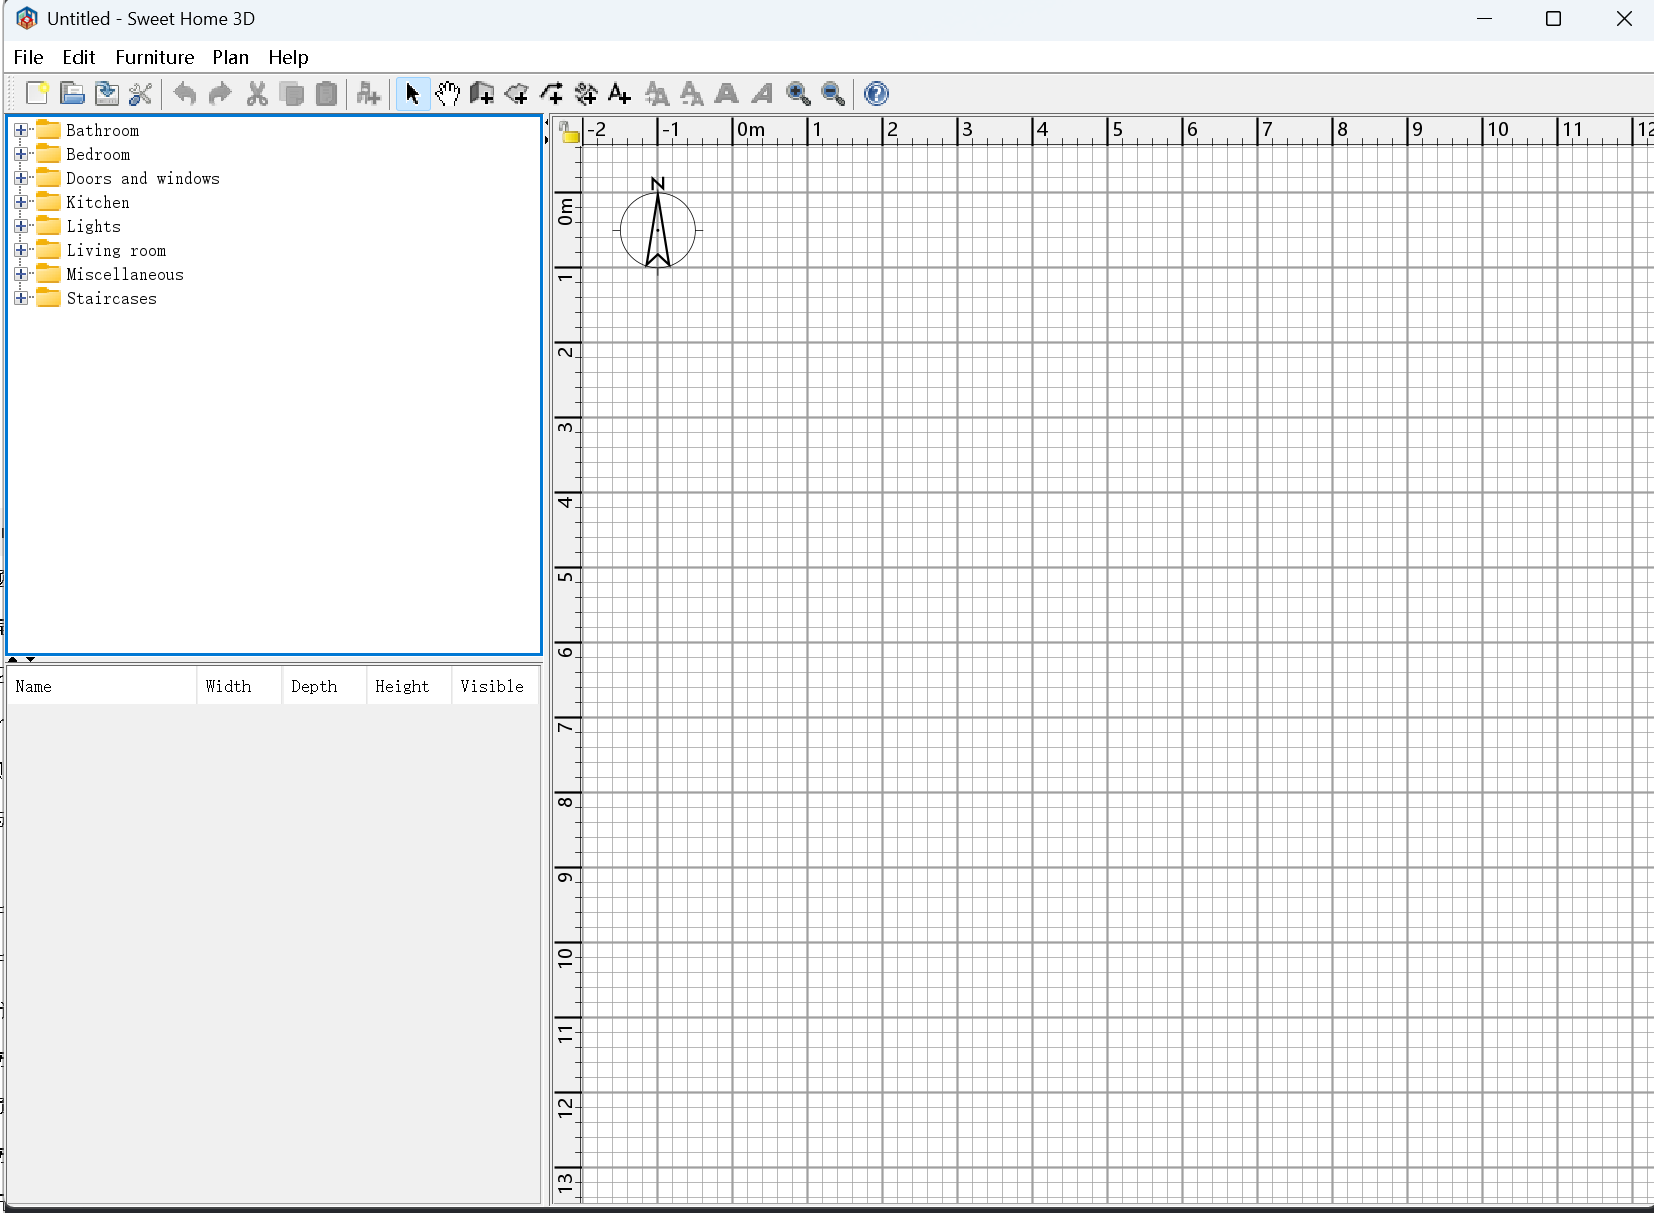 Untitled - Sweet Home 3D
File Edit Furniture Plan Help
Bathroom
Bedroom
Doors and windows
Kitchen
Lights
Living room
Miscellaneous
Staircases
Name Width Depth Height Visible
-2 -1 0m 1 2 3 4 5 6 7 8 9 10 11 12
N
0m
1
2
3
4
5
6
7
8
9
10
11
12
13